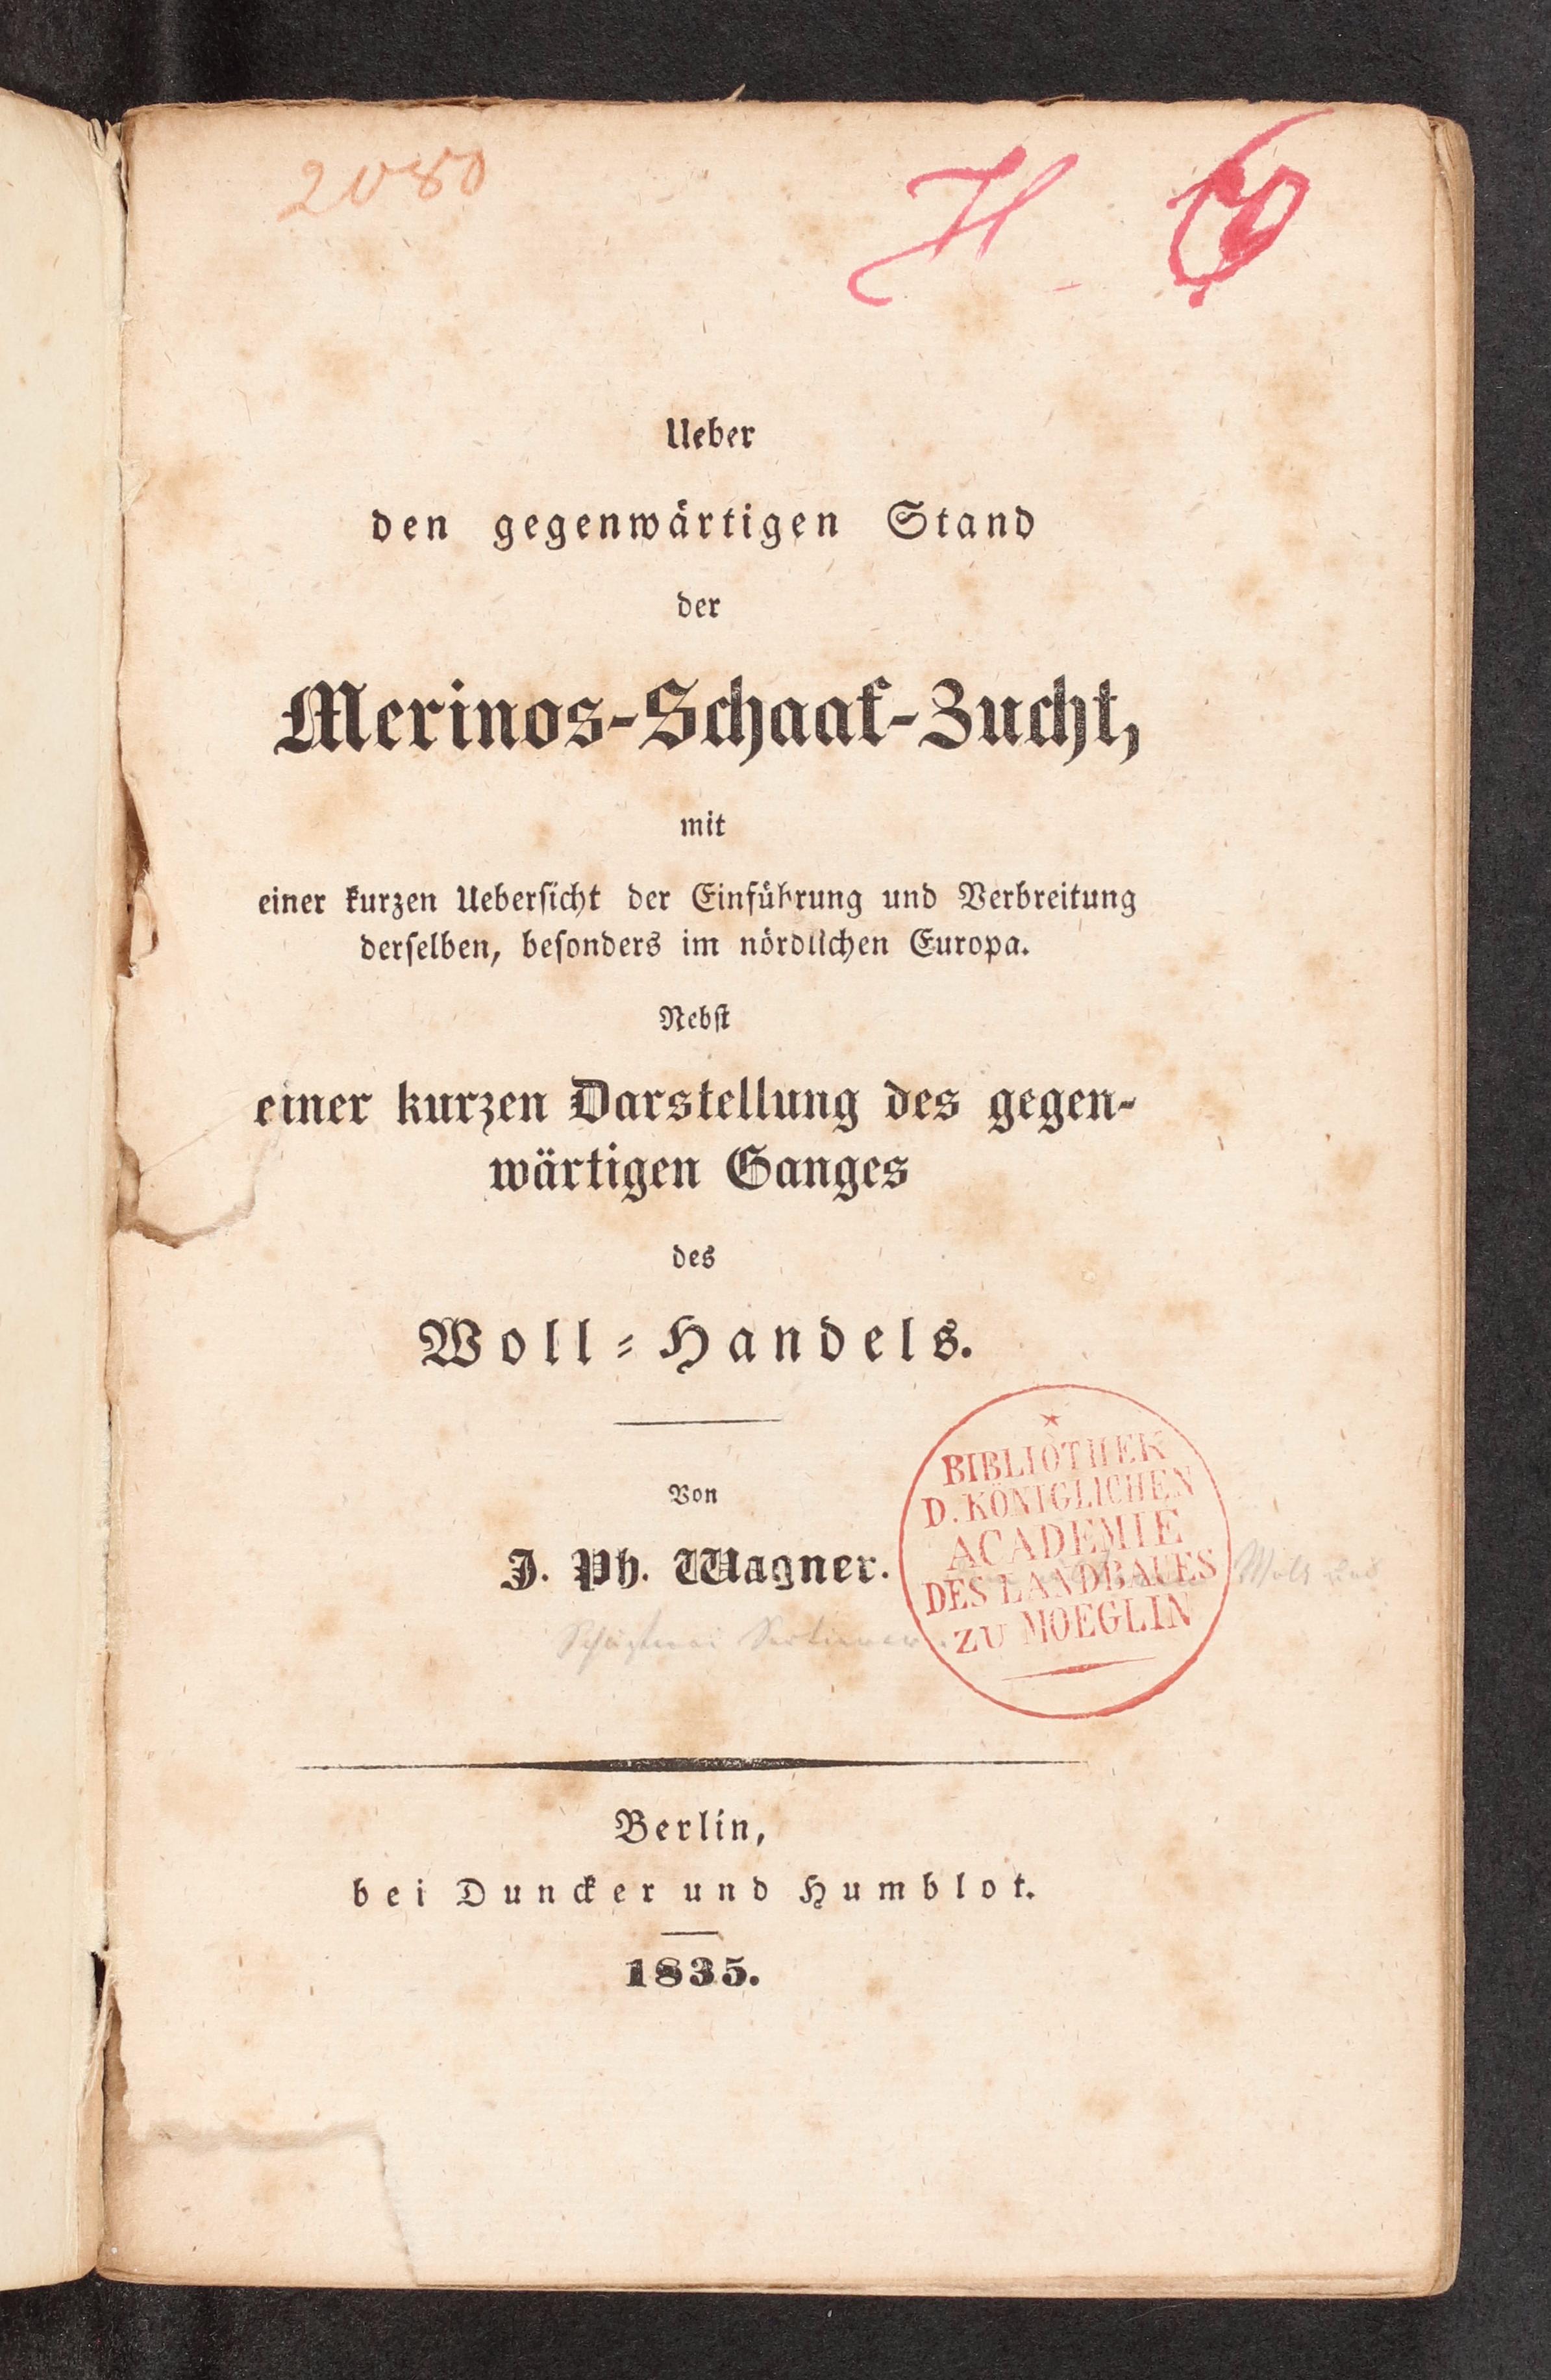 2080
H
Ueber
den gegenwärtigen Stand
der
Merinos-Schaaf-Zucht,
mit
einer kurzen Uebersicht der Einführung und Verbreitung
derselben, besonders im nördlichen Europa.
Nebst
einer kurzen Darstellung des gegen-
wärtigen Ganges
des
Woll-Handels.
Von
J. Ph. Wagner.
BIBLIOTHEK
D. KÖNIGLICHEN
ACADEMIE
DES LANDBAUES
ZU MOEGLIN
Berlin,
bei Duncker und Humblot.
1835.